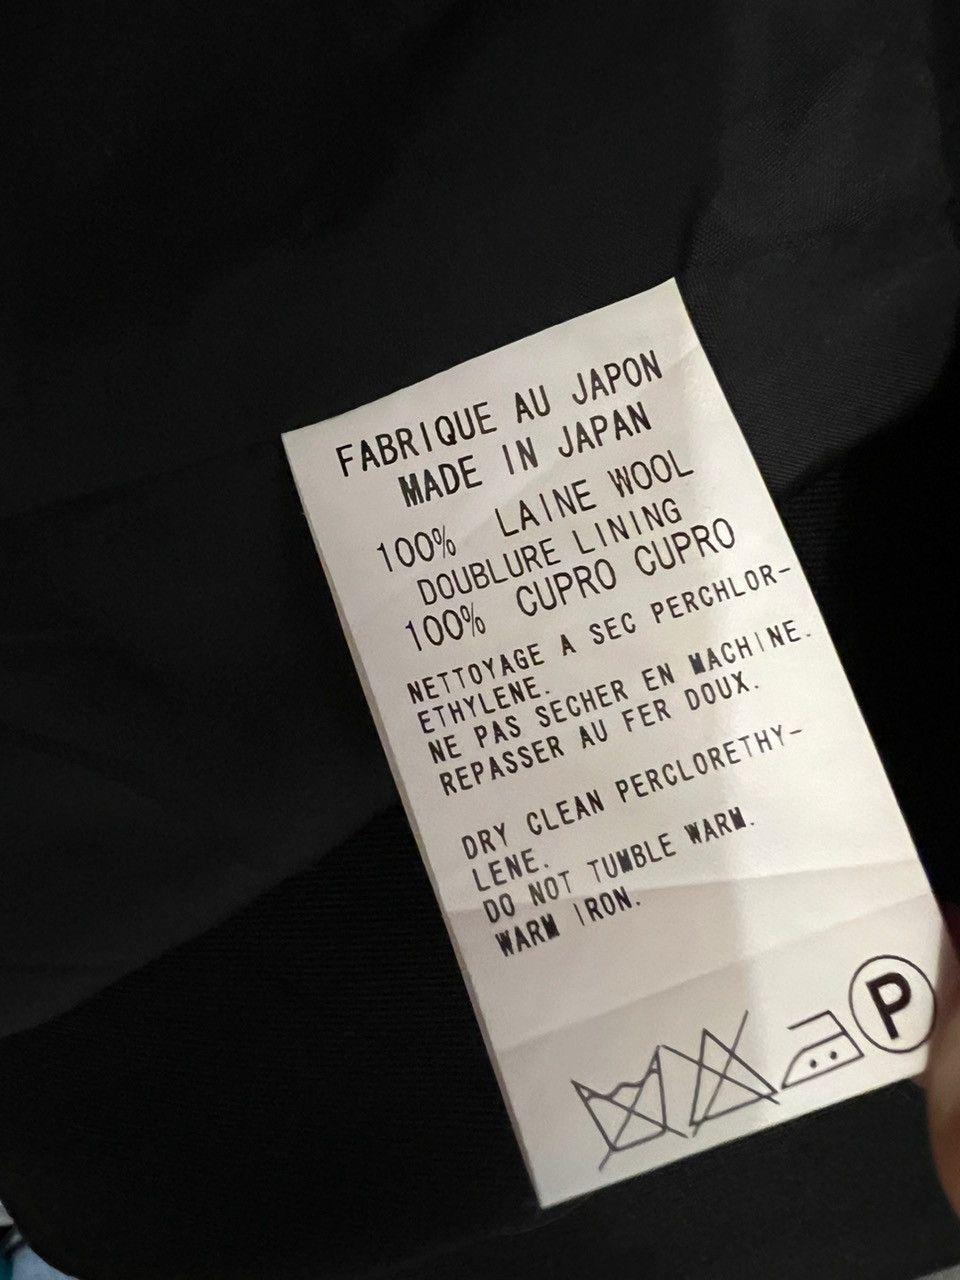 FABRIQUE AU JAPON
MADE IN JAPAN
100% LAINE WOOL
DOUBLURE LINING
100% CUPRO CUPRO
NETTOYAGE A SEC PERCHLOR-
ETHYLENE.
NE PAS SECHER EN MACHINE.
REPASSER AU FER DOUX.
DRY CLEAN PERCLORETHY-
LENE.
DO NOT TUMBLE WARM.
WARM IRON.
P